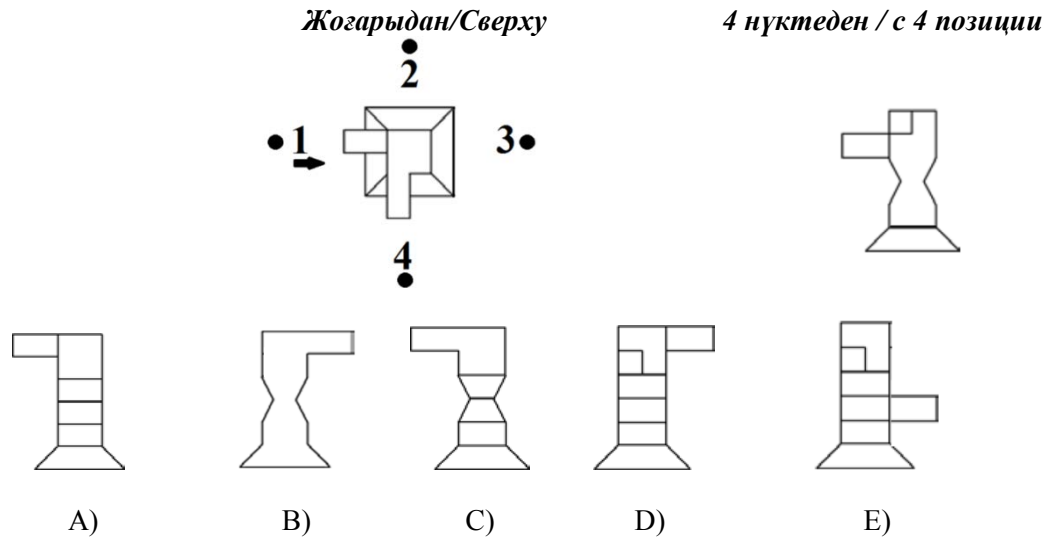 Жоғарыдан/Сверху
4 нүктеден / с 4 позиции
2
1
3
4
A)
B)
C)
D)
E)